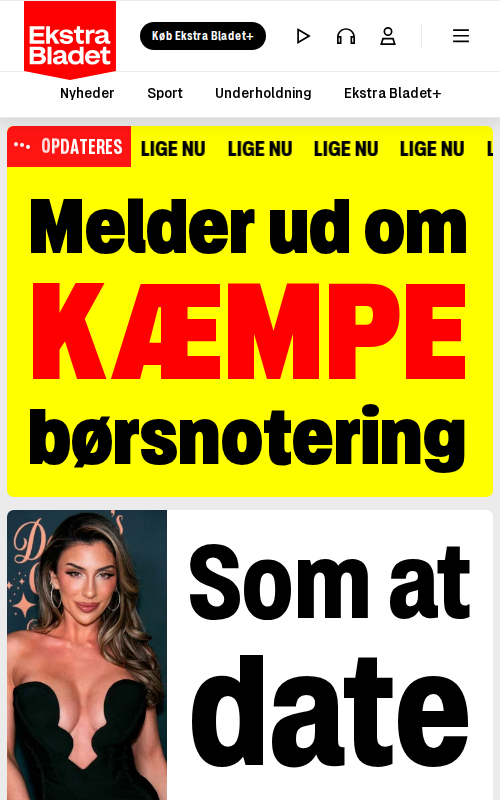 Ekstra
Bladet
Køb Ekstra Bladet+
Nyheder Sport Underholdning Ekstra Bladet+
OPDATERES LIGE NU LIGE NU LIGE NU LIGE NU
Melder ud om
KÆMPE
børsnotering
Som at
date